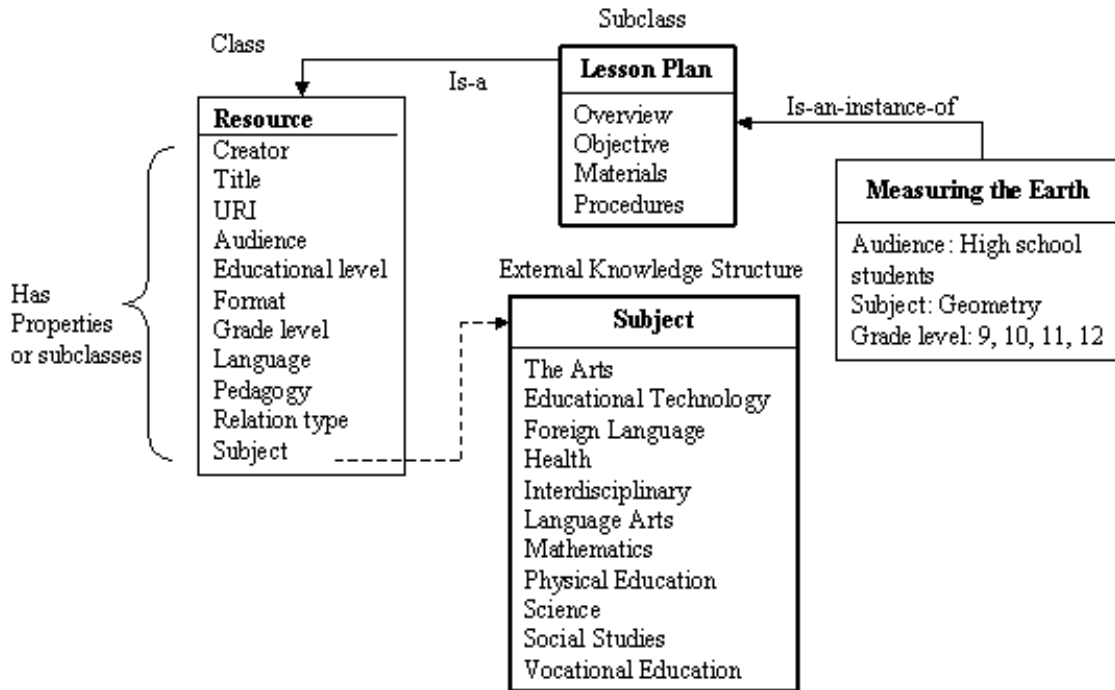 Subclass
Class
Lesson Plan
Is-a
Overview
Objective
Materials
Procedures
Is-an-instance-of
Resource
Creator
Title
URI
Audience
Educational level
Format
Grade level
Language
Pedagogy
Relation type
Subject
Has
Properties
or subclasses
Measuring the Earth
Audience: High school
students
Subject: Geometry
Grade level: 9, 10, 11, 12
External Knowledge Structure
Subject
The Arts
Educational Technology
Foreign Language
Health
Interdisciplinary
Language Arts
Mathematics
Physical Education
Science
Social Studies
Vocational Education